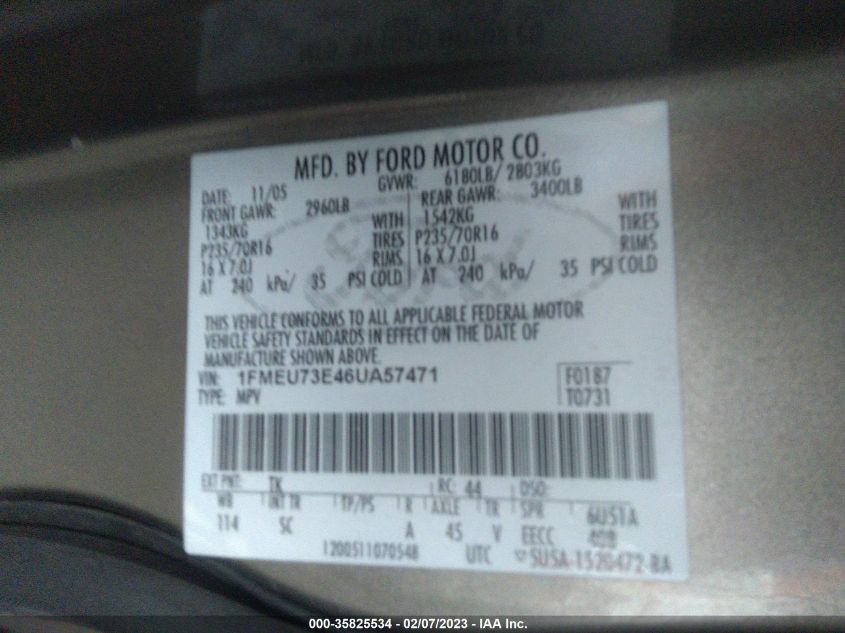 MFD. BY FORD MOTOR CO.
DATE: 11/05 GVWR: 6180LB/ 2803KG
FRONT GAWR: 2960LB REAR GAWR: 3400LB
1343KG WITH 1542KG WITH
P235/70R16 TIRES P235/70R16 TIRES
16 X 7.0J RIMS 16 X 7.0J RIMS
AT 240 kPa/ 35 PSI COLD AT 240 kPa/ 35 PSI COLD
THIS VEHICLE CONFORMS TO ALL APPLICABLE FEDERAL MOTOR
VEHICLE SAFETY STANDARDS IN EFFECT ON THE DATE OF
MANUFACTURE SHOWN ABOVE.
VIN: 1FMEU73E46UA57471 F0187
TYPE: MPV T0731
EXT PNT: TK RC: 44 DSO:
WB INT TR TP/PS R AXLE TR SPR 6U51A
114 SC A 45 V EECC 408
1200511070548 UTC 5U5A-1520472-BA
000-35825534 - 02/07/2023 - IAA Inc.